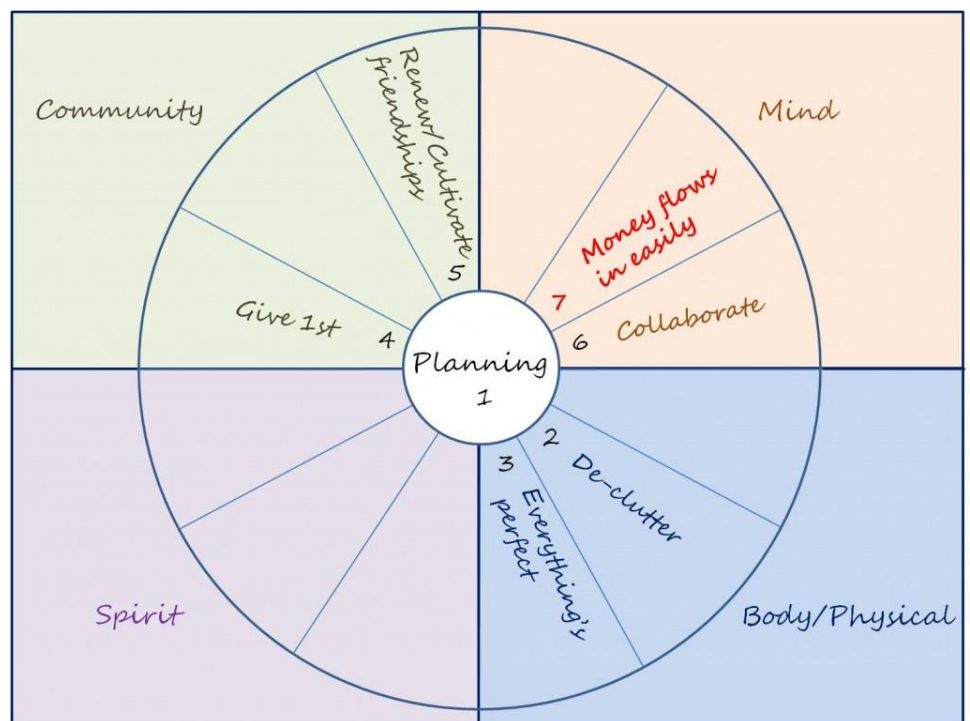 Community
Mind
Renew/Cultivate
friendships
5
Money flows
in easily
7
Give 1st
4
6
Collaborate
Planning
1
2
De-clutter
3
Everything's
perfect
Spirit
Body/Physical